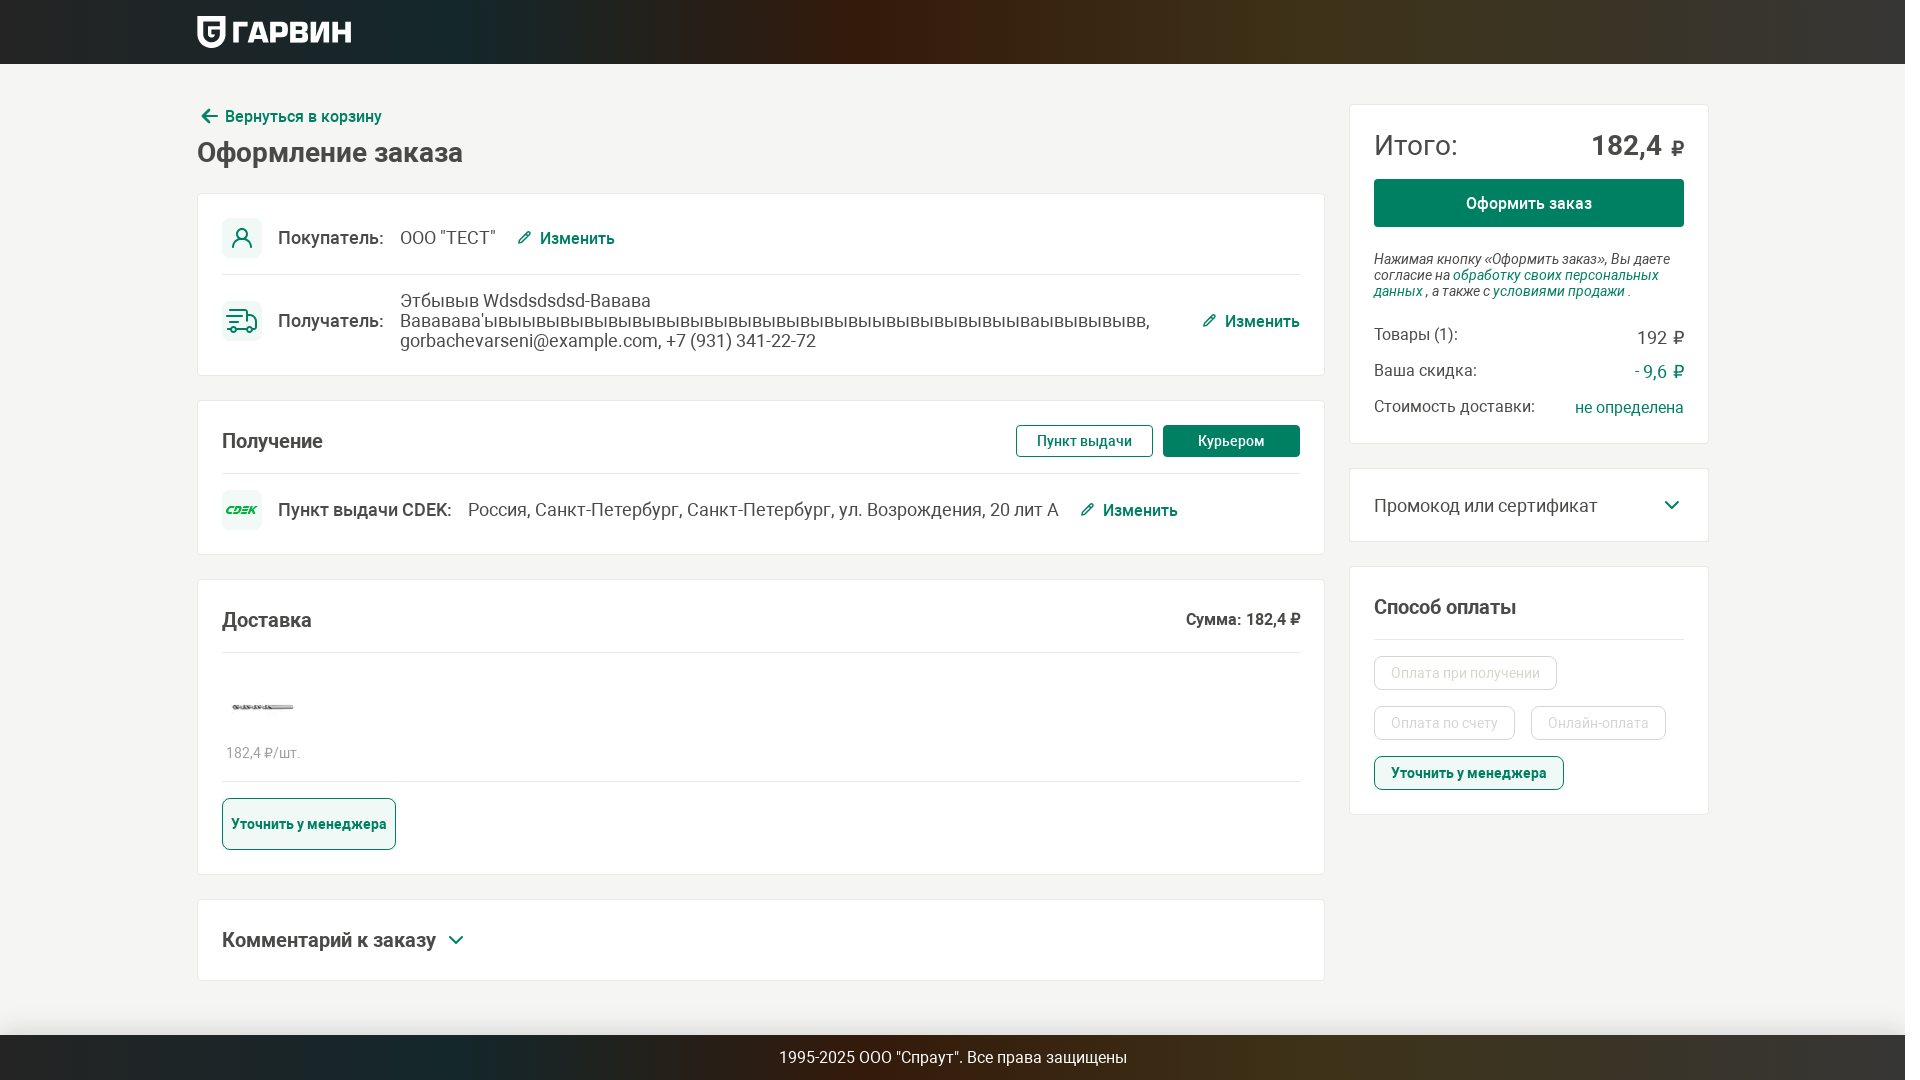 ГАРВИН
Вернуться в корзину
Оформление заказа
Покупатель: ООО "ТЕСТ" Изменить
Получатель:
Этбывыв Wdsdsdsdsd-Вавава
Вавававa'ывыывывывывывывывывывывывывывывыывывывывывывыываывывывывв,
gorbachevarseni@example.com, +7 (931) 341-22-72
Изменить
Получение
Пункт выдачи
Курьером
CDEK
Пункт выдачи CDEK: Россия, Санкт-Петербург, Санкт-Петербург, ул. Возрождения, 20 лит А Изменить
Доставка
Сумма: 182,4 ₽
182,4 ₽/шт.
Уточнить у менеджера
Комментарий к заказу
Итого: 182,4 ₽
Оформить заказ
Нажимая кнопку «Оформить заказ», Вы даете
согласие на обработку своих персональных
данных , а также с условиями продажи .
Товары (1): 192 ₽
Ваша скидка: - 9,6 ₽
Стоимость доставки: не определена
Промокод или сертификат
Способ оплаты
Оплата при получении
Оплата по счету
Онлайн-оплата
Уточнить у менеджера
1995-2025 ООО "Спраут". Все права защищены